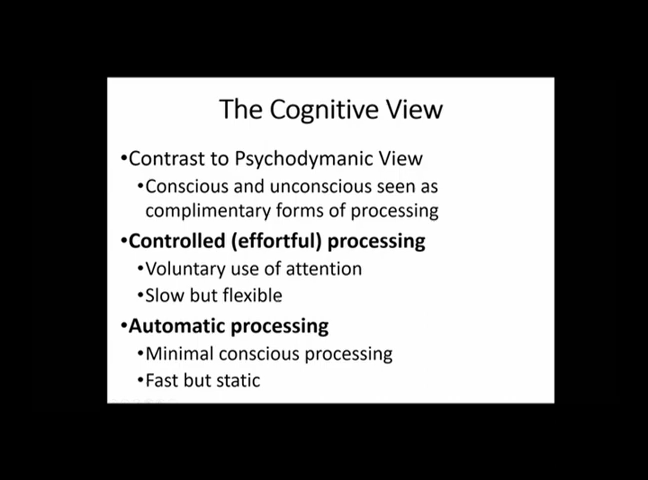 The Cognitive View
•Contrast to Psychodymanic View
•Conscious and unconscious seen as
complimentary forms of processing
•Controlled (effortful) processing
•Voluntary use of attention
•Slow but flexible
•Automatic processing
•Minimal conscious processing
•Fast but static